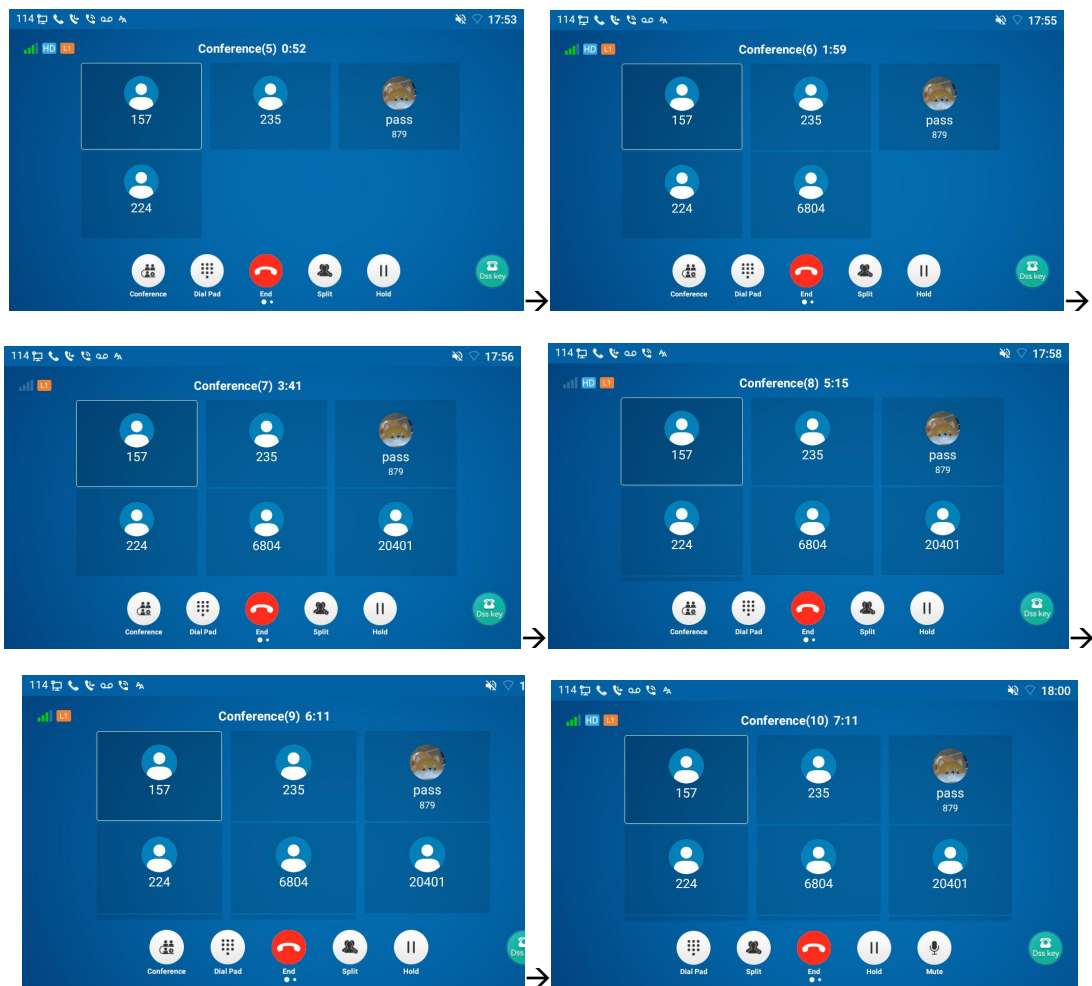 114 17:53
HD L1 Conference(5) 0:52
157 235 pass
879
224
Conference Dial Pad End Split Hold Dss key
→
114 17:55
HD L1 Conference(6) 1:59
157 235 pass
879
224 6804
Conference Dial Pad End Split Hold Dss key
→
114 17:56
L1 Conference(7) 3:41
157 235 pass
879
224 6804 20401
Conference Dial Pad End Split Hold Dss key
→
114 17:58
HD L1 Conference(8) 5:15
157 235 pass
879
224 6804 20401
Conference Dial Pad End Split Hold Dss key
→
114 1
L1 Conference(9) 6:11
157 235 pass
879
224 6804 20401
Conference Dial Pad End Split Hold Dss
→
114 18:00
HD L1 Conference(10) 7:11
157 235 pass
879
224 6804 20401
Dial Pad Split End Hold Mute Dss key